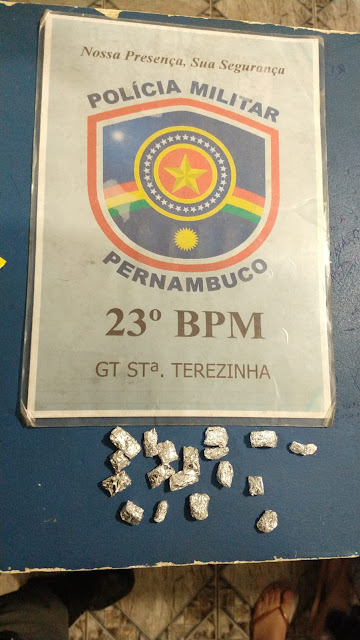 Nossa Presença, Sua Segurança
POLÍCIA MILITAR
PERNAMBUCO
23º BPM
GT STª. TEREZINHA